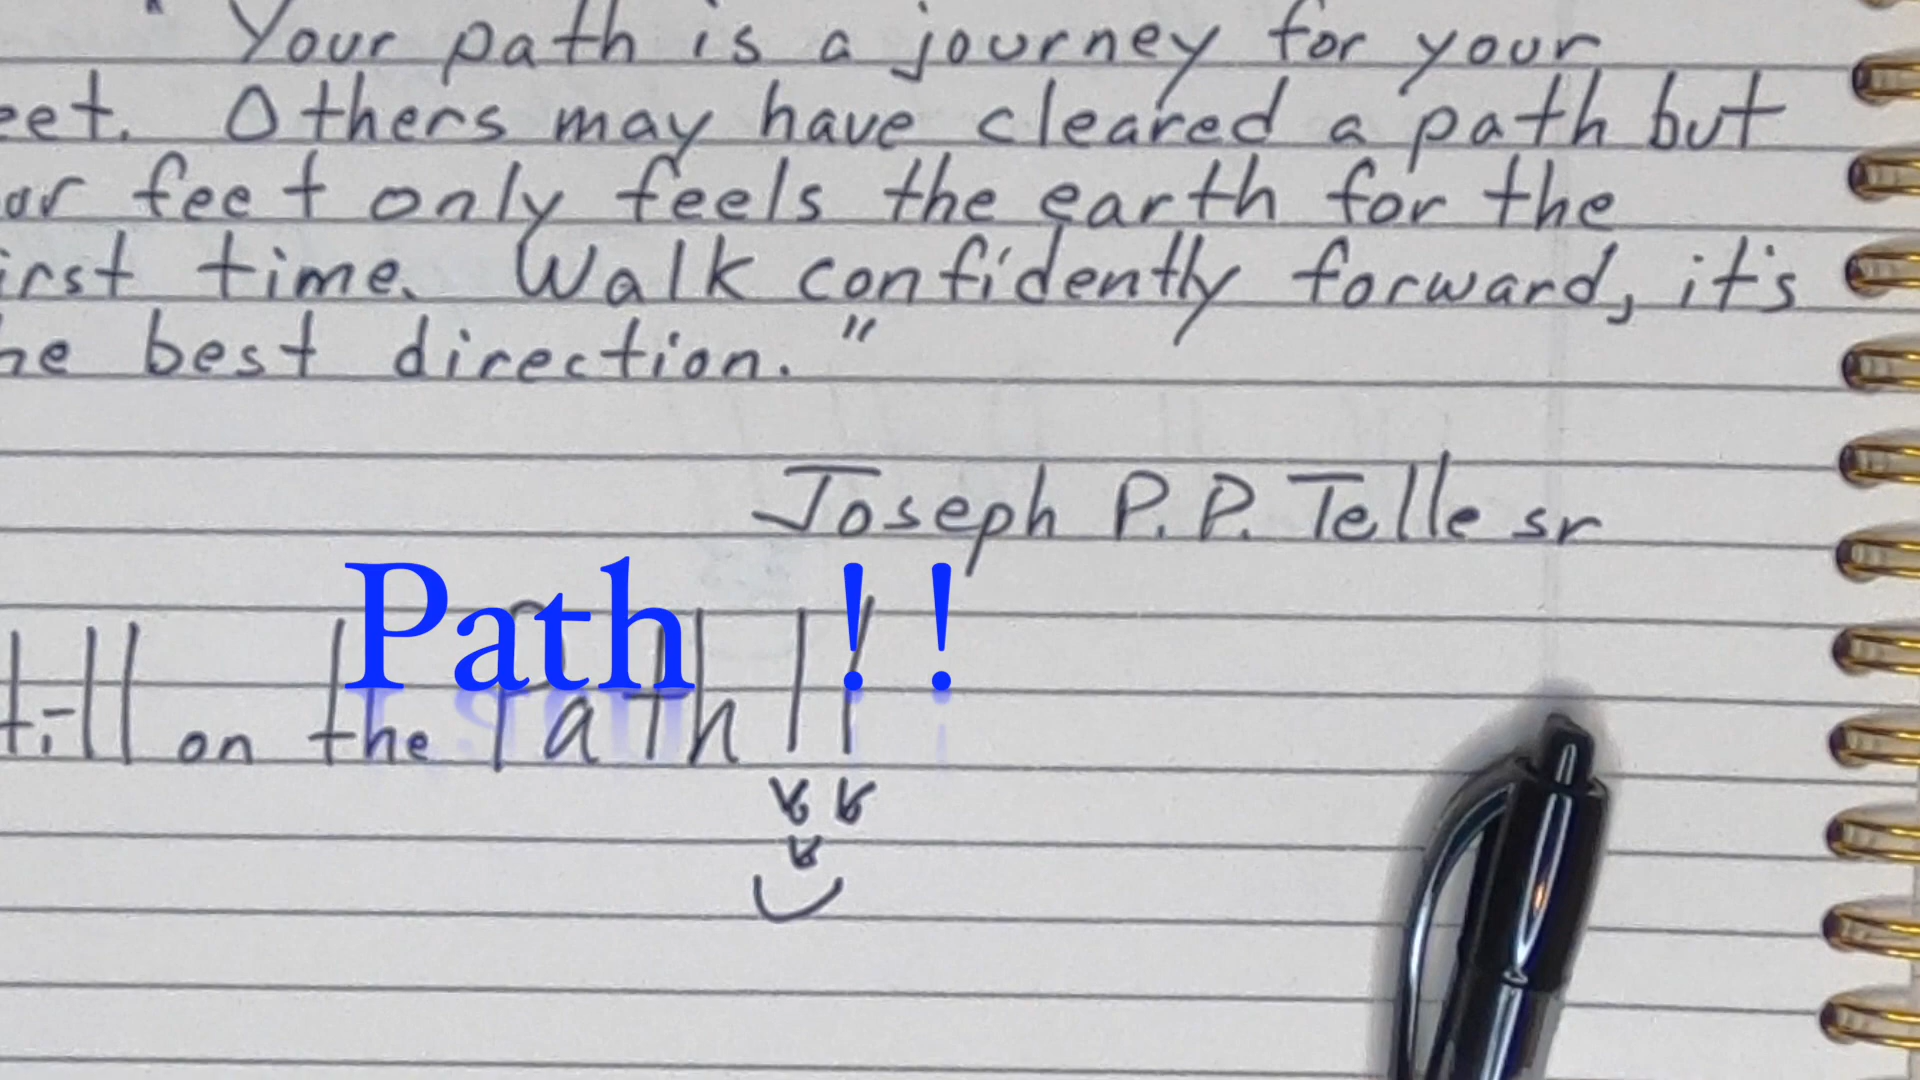 " Your path is a journey for your
eet. Others may have cleared a path but
ur feet only feels the earth for the
irst time. Walk confidently forward, it's
he best direction."
Joseph P.P. Telle sr
Path !!
till on the Path !!